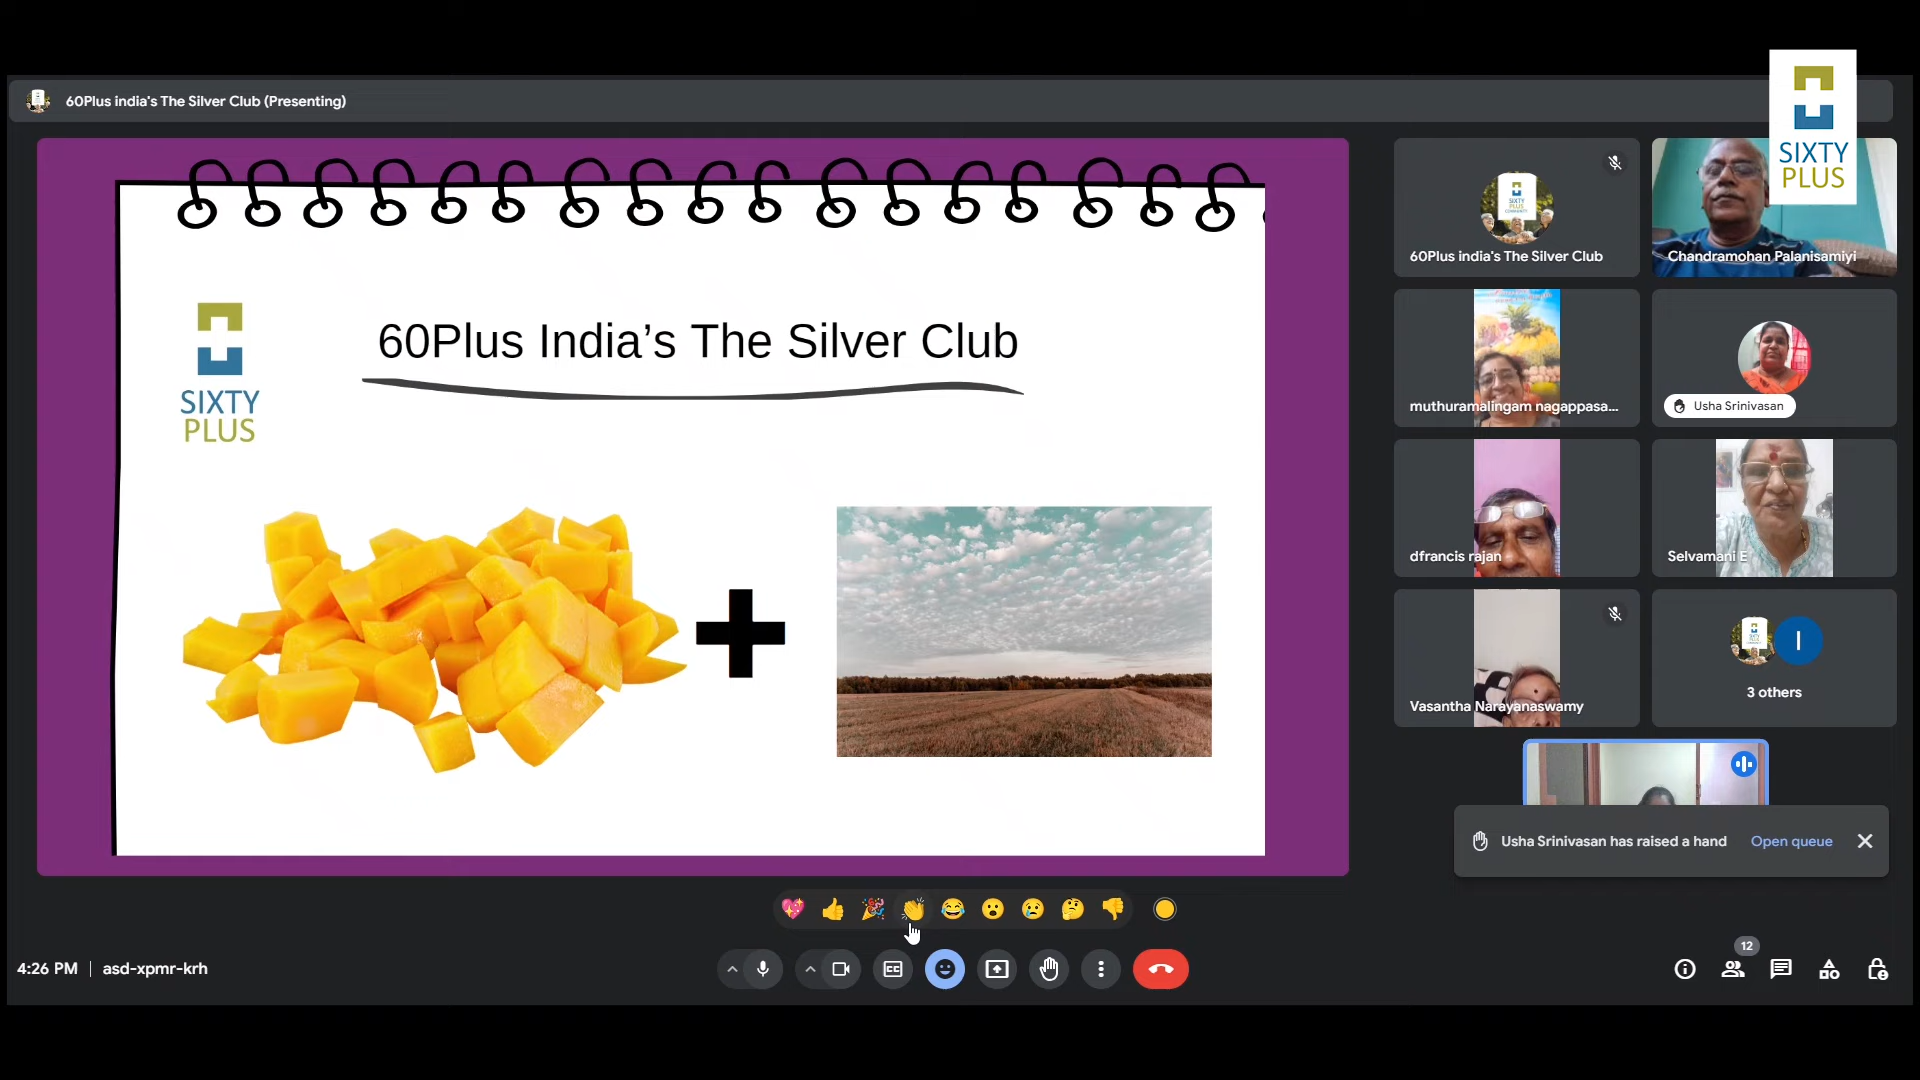 60Plus india's The Silver Club (Presenting)
SIXTY
PLUS
60Plus India’s The Silver Club
SIXTY
PLUS
60Plus india's The Silver Club
Chandramohan Palanisamiyi
muthuramalingam nagappasa...
Usha Srinivasan
dfrancis rajan
Selvamani E
Vasantha Narayanaswamy
I
3 others
Usha Srinivasan has raised a hand
Open queue
4:26 PM | asd-xpmr-krh
12